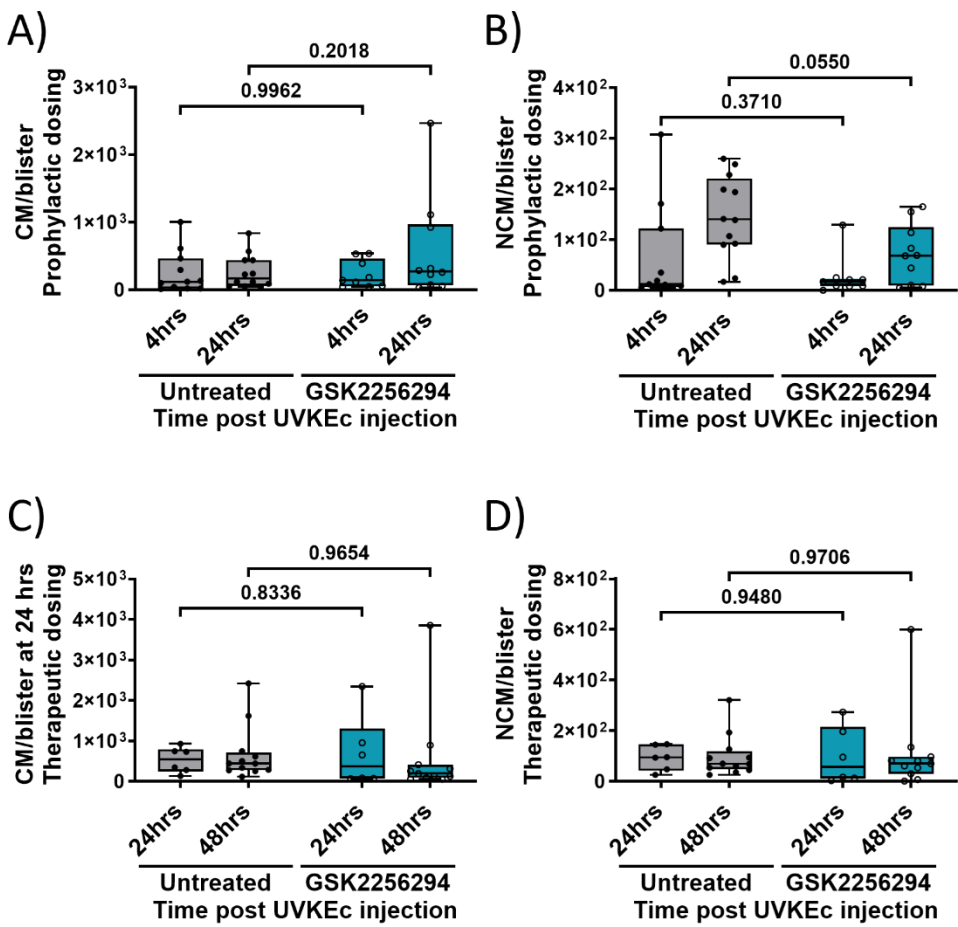 A)
0.2018
0.9962
CM/blister
Prophylactic dosing
3×10³
2×10³
1×10³
0
4hrs
24hrs
4hrs
24hrs
Untreated
GSK2256294
Time post UVKEc injection
B)
0.0550
0.3710
NCM/blister
Prophylactic dosing
4×10²
3×10²
2×10²
1×10²
0
4hrs
24hrs
4hrs
24hrs
Untreated
GSK2256294
Time post UVKEc injection
C)
0.9654
0.8336
CM/blister at 24 hrs
Therapeutic dosing
5×10³
4×10³
3×10³
2×10³
1×10³
0
24hrs
48hrs
24hrs
48hrs
Untreated
GSK2256294
Time post UVKEc injection
D)
0.9706
0.9480
NCM/blister
Therapeutic dosing
8×10²
6×10²
4×10²
2×10²
0
24hrs
48hrs
24hrs
48hrs
Untreated
GSK2256294
Time post UVKEc injection